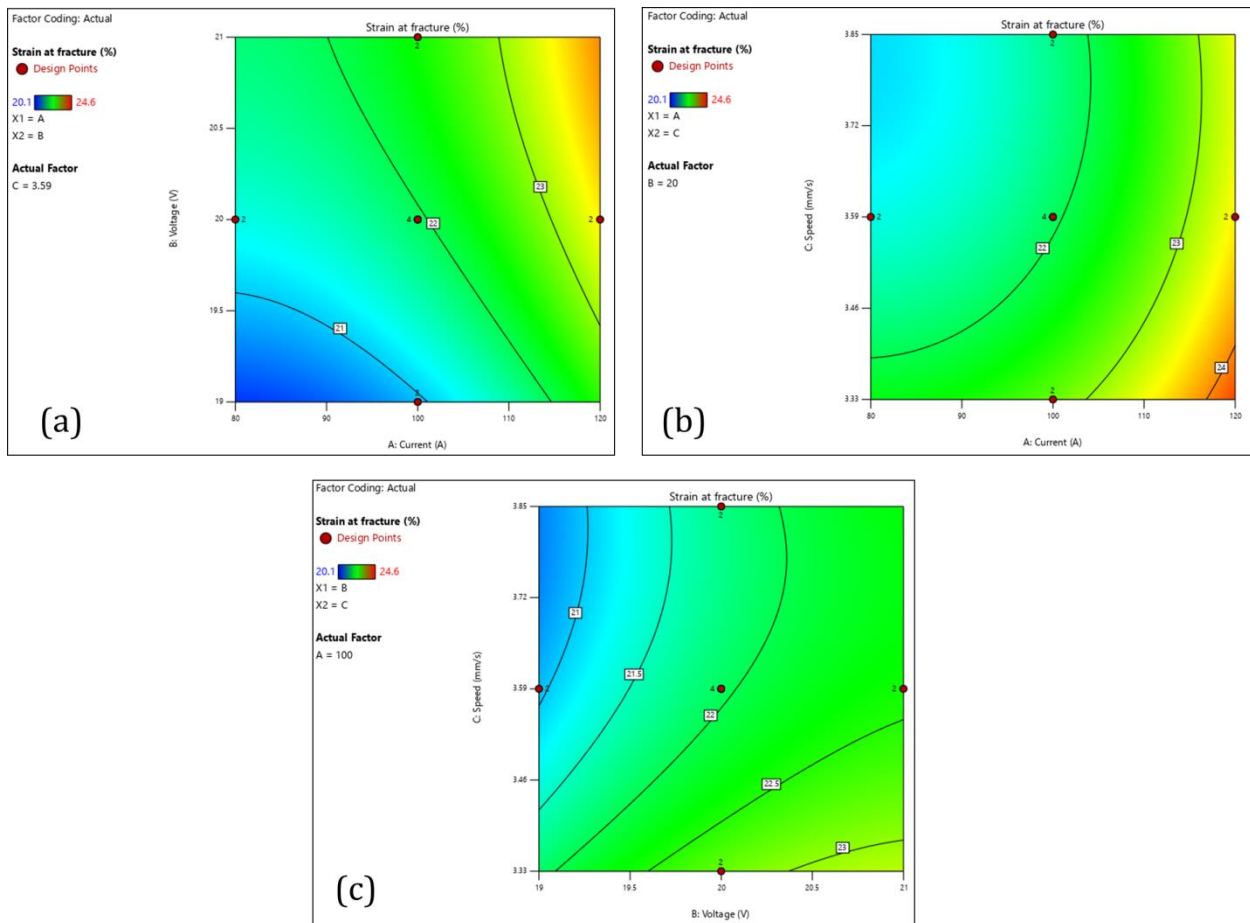 Factor Coding: Actual
Strain at fracture (%)
Design Points
20.1 24.6
X1 = A
X2 = B
Actual Factor
C = 3.59
Strain at fracture (%)
B: Voltage (V)
21
20.5
20
19.5
19
80
90
100
110
120
A: Current (A)
2
2
4
2
2
21
22
23
(a)
Factor Coding: Actual
Strain at fracture (%)
Design Points
20.1 24.6
X1 = A
X2 = C
Actual Factor
B = 20
Strain at fracture (%)
C: Speed (mm/s)
3.85
3.72
3.59
3.46
3.33
80
90
100
110
120
A: Current (A)
2
2
4
2
2
22
23
24
(b)
Factor Coding: Actual
Strain at fracture (%)
Design Points
20.1 24.6
X1 = B
X2 = C
Actual Factor
A = 100
Strain at fracture (%)
C: Speed (mm/s)
3.85
3.72
3.59
3.46
3.33
19
19.5
20
20.5
21
B: Voltage (V)
2
2
4
2
2
21
21.5
22
22.5
23
(c)